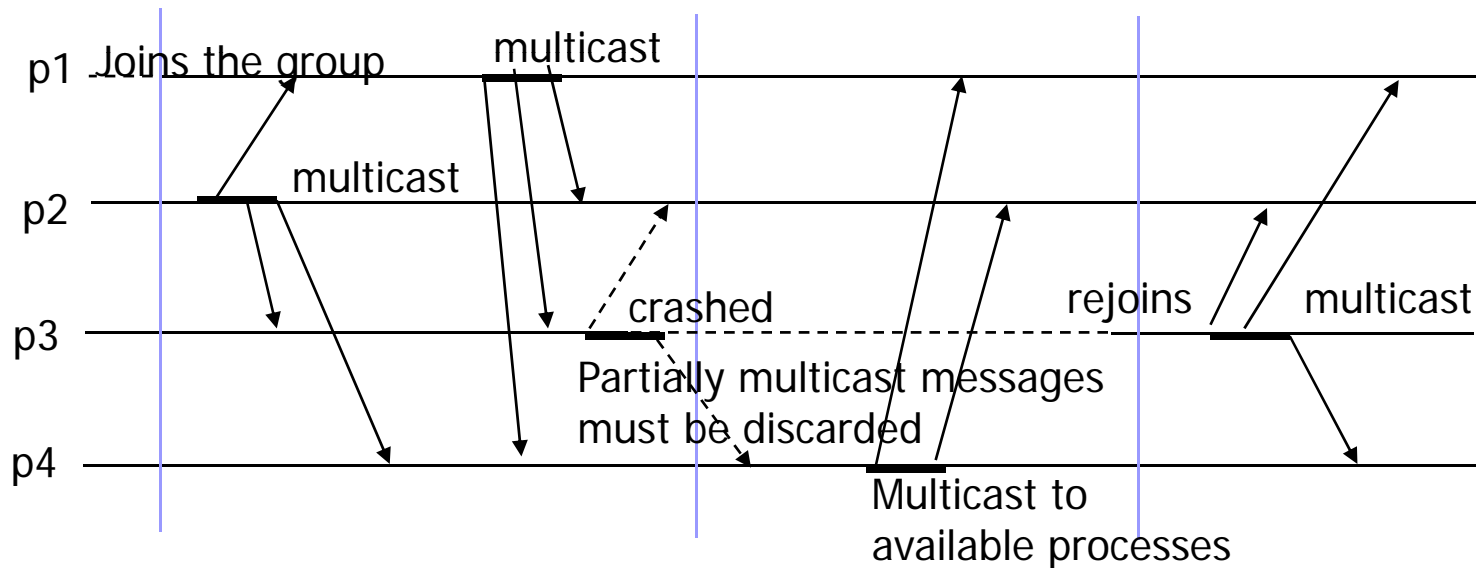 p1
Joins the group
multicast
multicast
p2
crashed
rejoins
multicast
p3
Partially multicast messages
must be discarded
p4
Multicast to
available processes